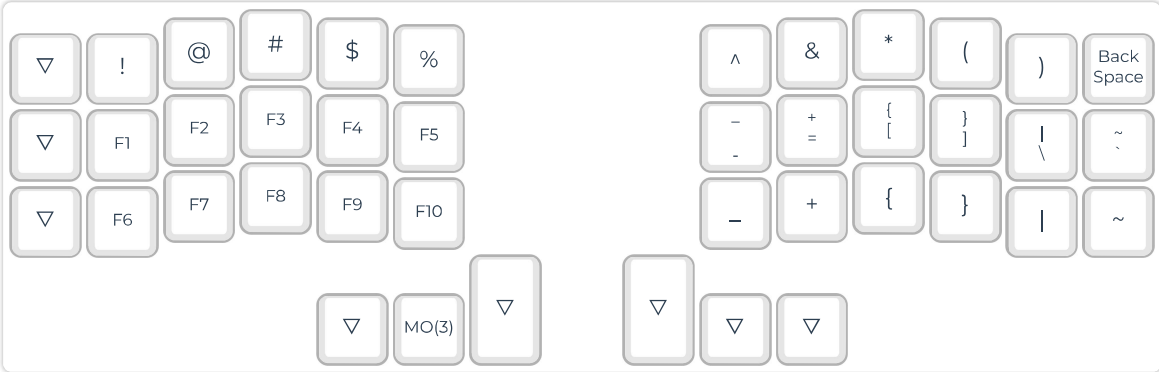 ▽ ! @ # $ % ^ & * ( ) Back Space
▽ F1 F2 F3 F4 F5 _ - + = { [ } ] | \ ~ `
▽ F6 F7 F8 F9 F10 _ + { } | ~
▽ MO(3) ▽ ▽ ▽ ▽